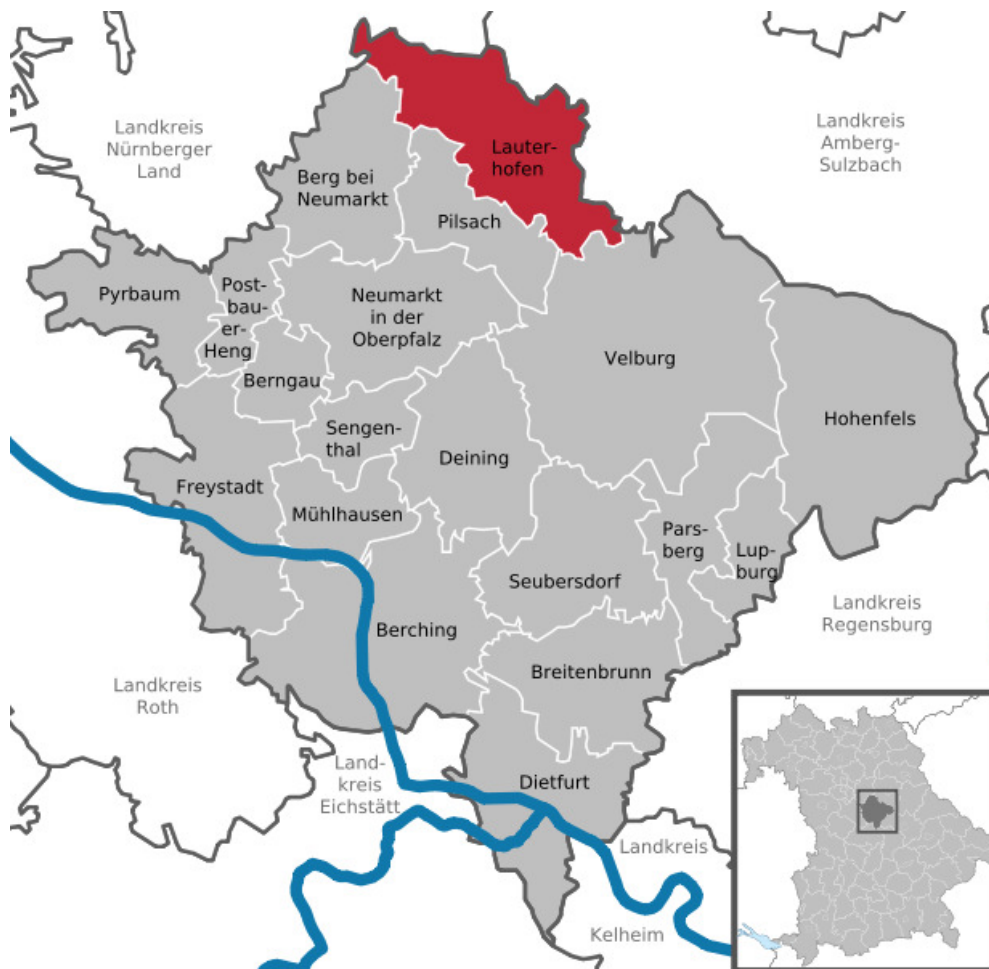 Landkreis
Nürnberger
Land
Landkreis
Amberg-
Sulzbach
Lauter-
hofen
Berg bei
Neumarkt
Pilsach
Pyrbaum
Post-
bau-
er-
Heng
Neumarkt
in der
Oberpfalz
Velburg
Berngau
Hohenfels
Sengen-
thal
Deining
Freystadt
Mühlhausen
Pars-
berg
Lup-
burg
Seubersdorf
Landkreis
Regensburg
Berching
Breitenbrunn
Landkreis
Roth
Land-
kreis
Eichstätt
Dietfurt
Landkreis
Kelheim